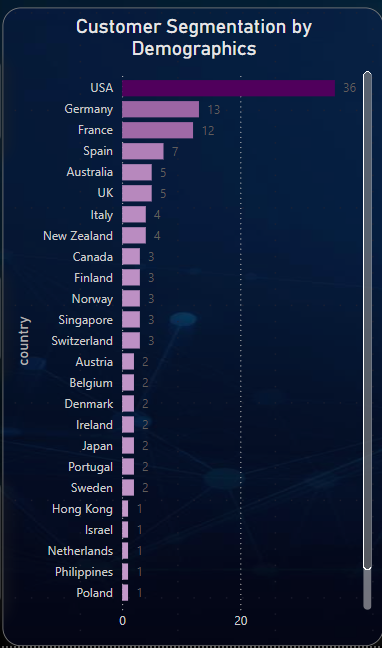 Customer Segmentation by
Demographics
country
USA 36
Germany 13
France 12
Spain 7
Australia 5
UK 5
Italy 4
New Zealand 4
Canada 3
Finland 3
Norway 3
Singapore 3
Switzerland 3
Austria 2
Belgium 2
Denmark 2
Ireland 2
Japan 2
Portugal 2
Sweden 2
Hong Kong 1
Israel 1
Netherlands 1
Philippines 1
Poland 1
0 20